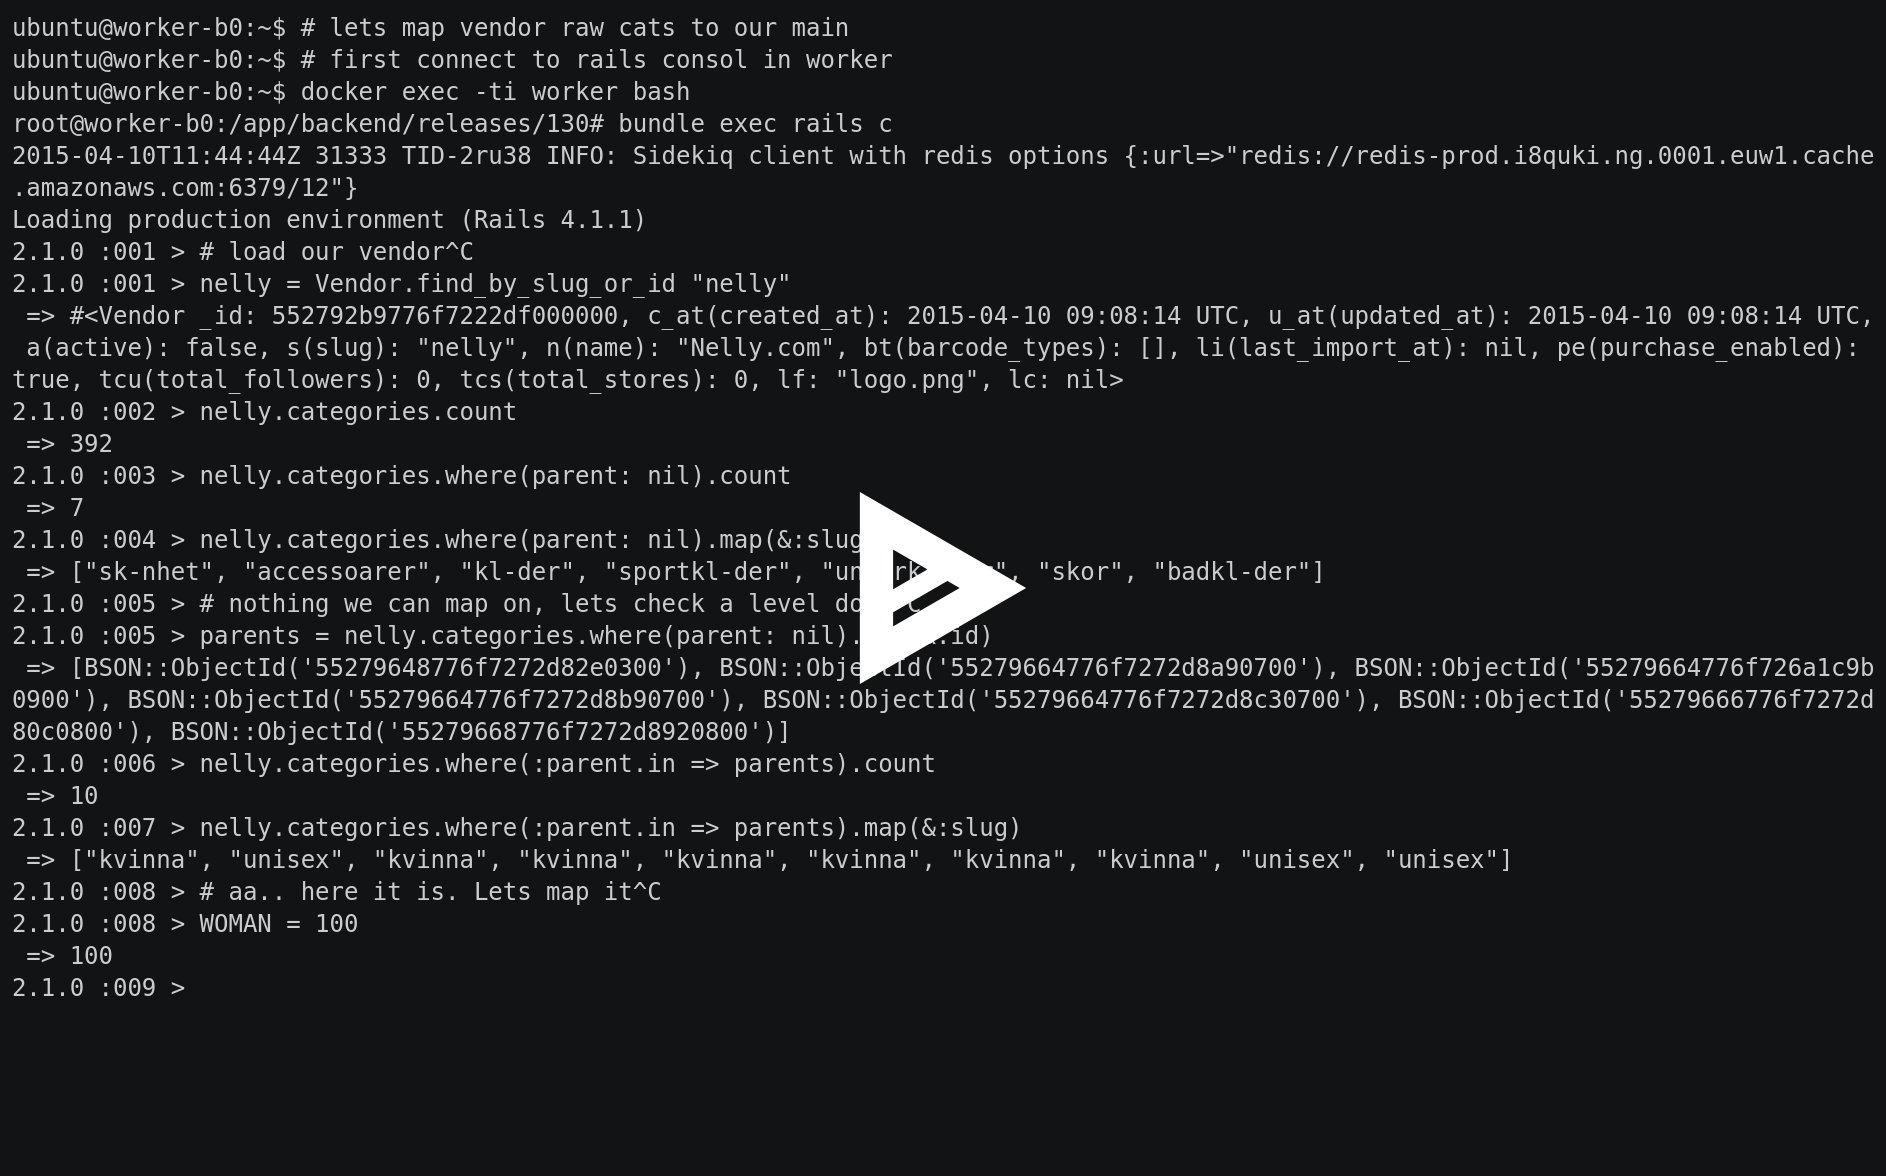 ubuntu@worker-b0:~$ # lets map vendor raw cats to our main
ubuntu@worker-b0:~$ # first connect to rails consol in worker
ubuntu@worker-b0:~$ docker exec -ti worker bash
root@worker-b0:/app/backend/releases/130# bundle exec rails c
2015-04-10T11:44:44Z 31333 TID-2ru38 INFO: Sidekiq client with redis options {:url=>"redis://redis-prod.i8quki.ng.0001.euw1.cache
.amazonaws.com:6379/12"}
Loading production environment (Rails 4.1.1)
2.1.0 :001 > # load our vendor^C
2.1.0 :001 > nelly = Vendor.find_by_slug_or_id "nelly"
 => #<Vendor _id: 552792b9776f7222df000000, c_at(created_at): 2015-04-10 09:08:14 UTC, u_at(updated_at): 2015-04-10 09:08:14 UTC,
 a(active): false, s(slug): "nelly", n(name): "Nelly.com", bt(barcode_types): [], li(last_import_at): nil, pe(purchase_enabled):
true, tcu(total_followers): 0, tcs(total_stores): 0, lf: "logo.png", lc: nil>
2.1.0 :002 > nelly.categories.count
 => 392
2.1.0 :003 > nelly.categories.where(parent: nil).count
 => 7
2.1.0 :004 > nelly.categories.where(parent: nil).map(&:slug
 => ["sk-nhet", "accessoarer", "kl-der", "sportkl-der", "skor", "badkl-der"]
2.1.0 :005 > # nothing we can map on, lets check a level
2.1.0 :005 > parents = nelly.categories.where(parent: nil).
 => [BSON::ObjectId('55279648776f7272d82e0300'), BSON::ObjectId('55279664776f7272d8a90700'), BSON::ObjectId('55279664776f726a1c9b
0900'), BSON::ObjectId('55279664776f7272d8b90700'), BSON::ObjectId('55279664776f7272d8c30700'), BSON::ObjectId('55279666776f7272d
80c0800'), BSON::ObjectId('55279668776f7272d8920800')]
2.1.0 :006 > nelly.categories.where(:parent.in => parents).count
 => 10
2.1.0 :007 > nelly.categories.where(:parent.in => parents).map(&:slug)
 => ["kvinna", "unisex", "kvinna", "kvinna", "kvinna", "kvinna", "kvinna", "kvinna", "unisex", "unisex"]
2.1.0 :008 > # aa.. here it is. Lets map it^C
2.1.0 :008 > WOMAN = 100
 => 100
2.1.0 :009 >